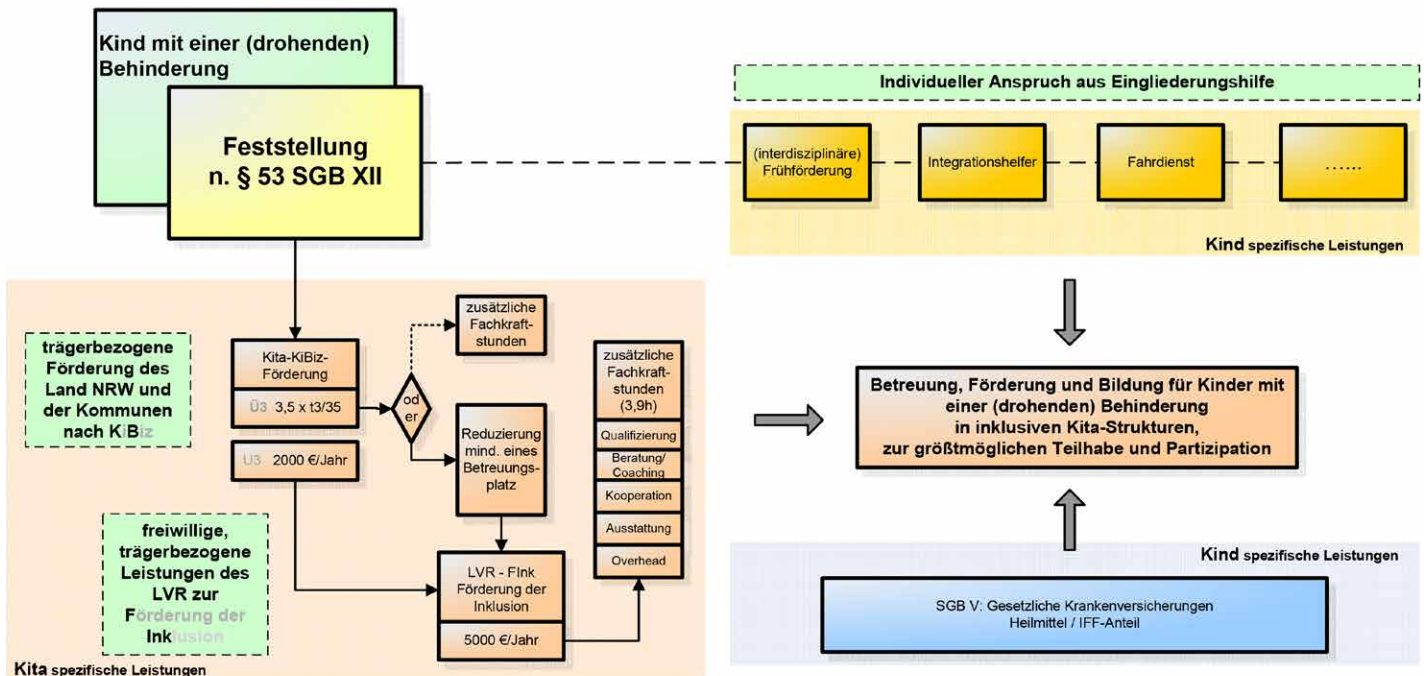 Kind mit einer (drohenden)
Behinderung
Feststellung
n. § 53 SGB XII
Individueller Anspruch aus Eingliederungshilfe
(interdisziplinäre)
Frühförderung
Integrationshelfer
Fahrdienst
......
Kind spezifische Leistungen
trägerbezogene
Förderung des
Land NRW und
der Kommunen
nach KiBiz
Kita-KiBiz-
Förderung
Ü3 3,5 x t3/35
U3 2000 €/Jahr
od
er
zusätzliche
Fachkraft-
stunden
Reduzierung
mind. eines
Betreuungs-
platz
zusätzliche
Fachkraft-
stunden
(3,9h)
Qualifizierung
Beratung/
Coaching
Kooperation
Ausstattung
Overhead
freiwillige,
trägerbezogene
Leistungen des
LVR zur
Förderung der
Inklusion
LVR - FInk
Förderung der
Inklusion
5000 €/Jahr
Kita spezifische Leistungen
Betreuung, Förderung und Bildung für Kinder mit
einer (drohenden) Behinderung
in inklusiven Kita-Strukturen,
zur größtmöglichen Teilhabe und Partizipation
Kind spezifische Leistungen
SGB V: Gesetzliche Krankenversicherungen
Heilmittel / IFF-Anteil